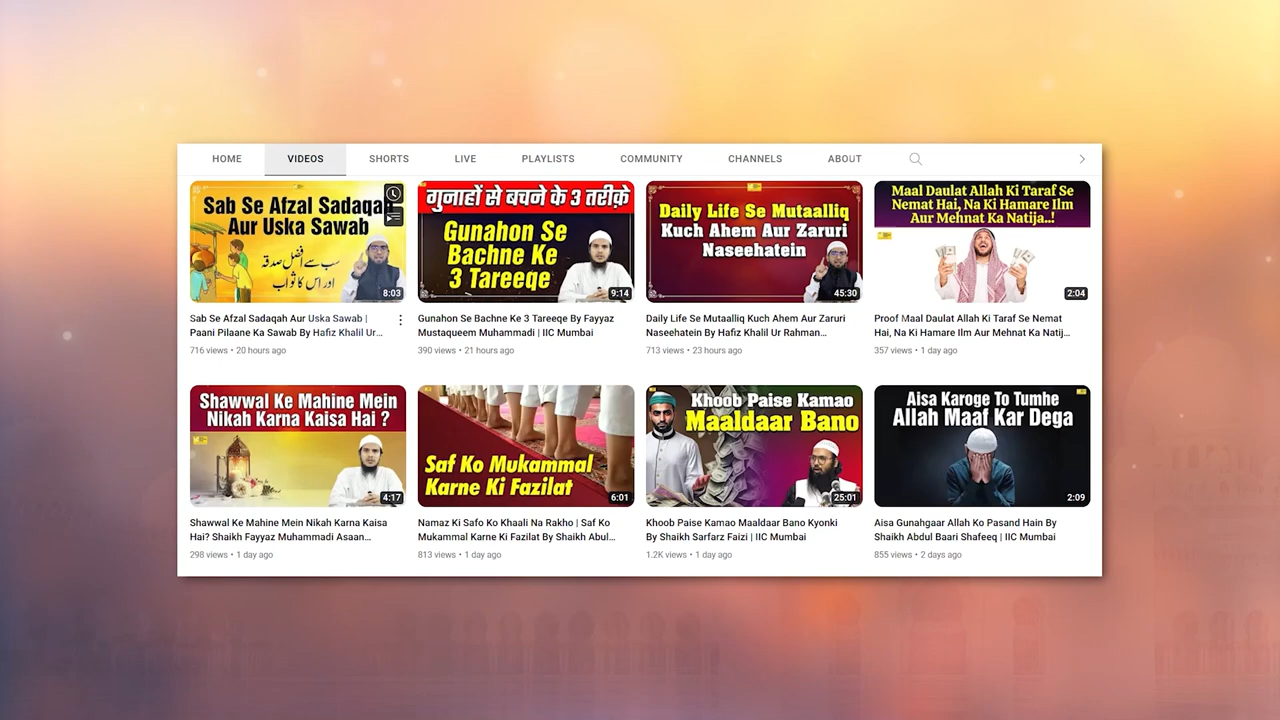 HOME VIDEOS SHORTS LIVE PLAYLISTS COMMUNITY CHANNELS ABOUT
Sab Se Afzal Sadaqah
Aur Uska Sawab
سب سے افضل صدقہ
اور اس کا ثواب
8:03
Sab Se Afzal Sadaqah Aur Uska Sawab |
Paani Pilaane Ka Sawab By Hafiz Khalil Ur...
716 views • 20 hours ago
गुनाहों से बचने के 3 तरीक़े
Gunahon Se
Bachne Ke
3 Tareeqe
9:14
Gunahon Se Bachne Ke 3 Tareeqe By Fayyaz
Mustaqueem Muhammadi | IIC Mumbai
390 views • 21 hours ago
Daily Life Se Mutaalliq
Kuch Ahem Aur Zaruri
Naseehatein
45:30
Daily Life Se Mutaalliq Kuch Ahem Aur Zaruri
Naseehatein By Hafiz Khalil Ur Rahman...
713 views • 23 hours ago
Maal Daulat Allah Ki Taraf Se
Nemat Hai, Na Ki Hamare Ilm
Aur Mehnat Ka Natija..!
2:04
Proof Maal Daulat Allah Ki Taraf Se Nemat
Hai, Na Ki Hamare Ilm Aur Mehnat Ka Natij...
357 views • 1 day ago
Shawwal Ke Mahine Mein
Nikah Karna Kaisa Hai ?
4:17
Shawwal Ke Mahine Mein Nikah Karna Kaisa
Hai? Shaikh Fayyaz Muhammadi Asaan...
298 views • 1 day ago
Saf Ko Mukammal
Karne Ki Fazilat
6:01
Namaz Ki Safo Ko Khaali Na Rakho | Saf Ko
Mukammal Karne Ki Fazilat By Shaikh Abul...
813 views • 1 day ago
Khoob Paise Kamao
Maaldaar Bano
25:01
Khoob Paise Kamao Maaldaar Bano Kyonki
By Shaikh Sarfarz Faizi | IIC Mumbai
1.2K views • 1 day ago
Aisa Karoge To Tumhe
Allah Maaf Kar Dega
2:09
Aisa Gunahgaar Allah Ko Pasand Hain By
Shaikh Abdul Baari Shafeeq | IIC Mumbai
855 views • 2 days ago